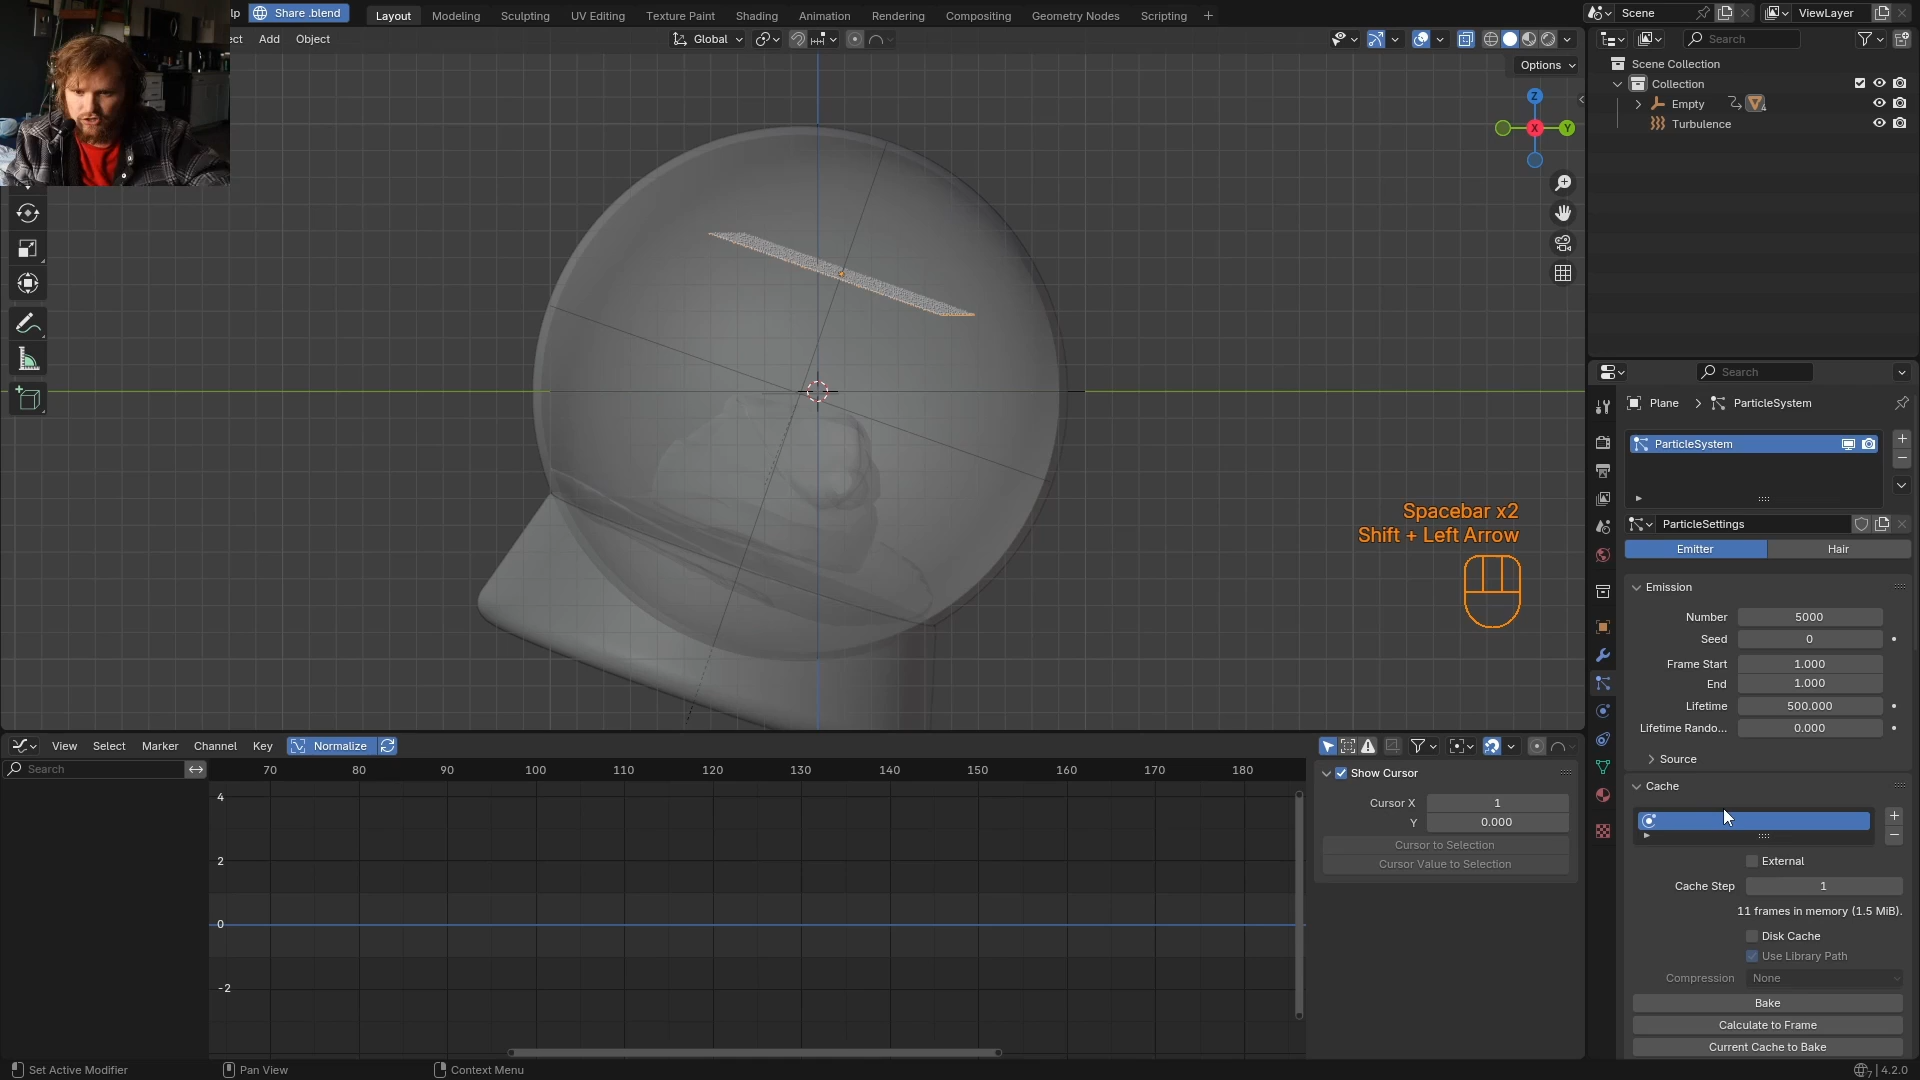 lp
Share .blend
Layout
Modeling
Sculpting
UV Editing
Texture Paint
Shading
Animation
Rendering
Compositing
Geometry Nodes
Scripting
+
Scene
ViewLayer
ect
Add
Object
Global
Search
Options
Scene Collection
Collection
Empty
4
Turbulence
Z
X
Y
Search
Plane
ParticleSystem
ParticleSystem
ParticleSettings
Emitter
Hair
Spacebar x2
Shift + Left Arrow
Emission
Number 5000
Seed 0
Frame Start 1.000
End 1.000
Lifetime 500.000
Lifetime Rando... 0.000
Source
Cache
External
Cache Step 1
11 frames in memory (1.5 MiB).
Disk Cache
Use Library Path
Compression None
Bake
Calculate to Frame
Current Cache to Bake
View
Select
Marker
Channel
Key
Normalize
Search
70 80 90 100 110 120 130 140 150 160 170 180
4
2
0
-2
Show Cursor
Cursor X 1
Y 0.000
Cursor to Selection
Cursor Value to Selection
Set Active Modifier
Pan View
Context Menu
4.2.0